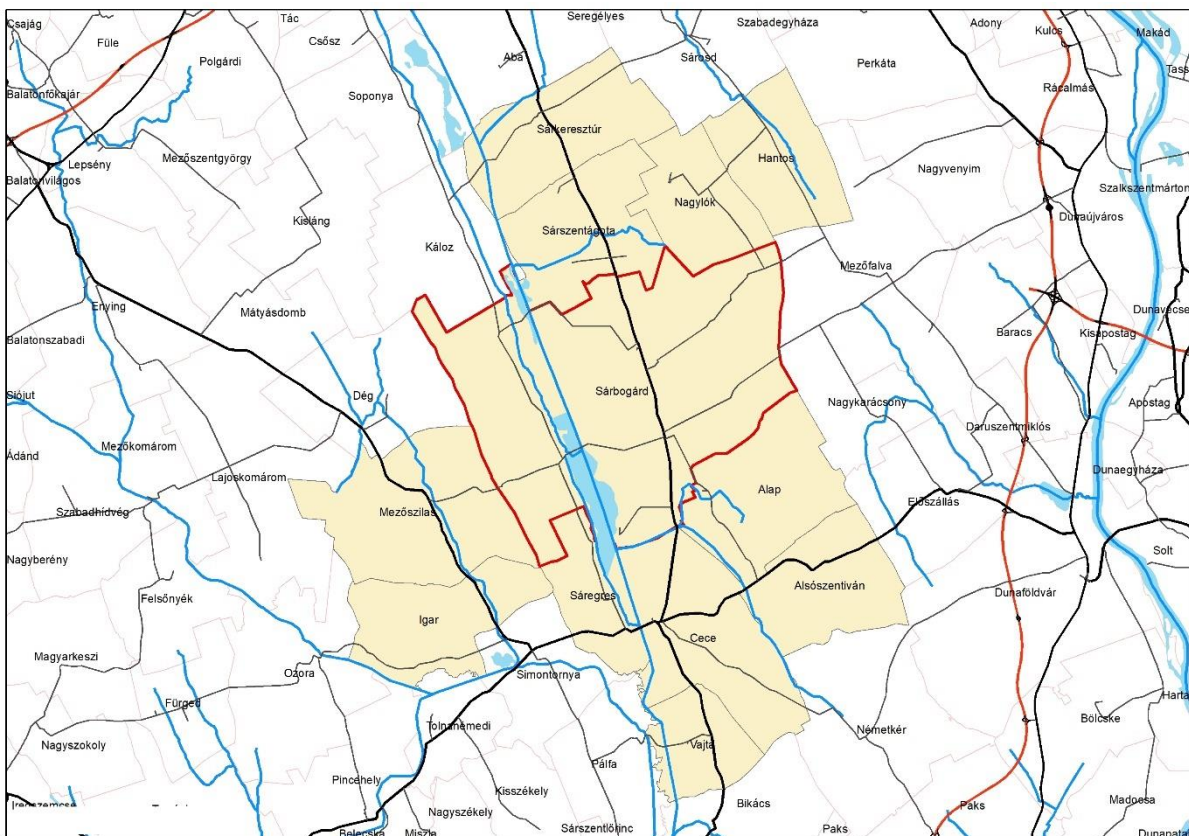 Csajág
Füle
Tác
Csősz
Seregélyes
Szabadegyháza
Adony
Kulcs
Makád
Polgárdi
Aba
Sárosd
Perkáta
Tass
Balatonfőkajár
Soponya
Rácalmás
Sárkeresztúr
Lepsény
Mezőszentgyörgy
Hantos
Nagyvenyim
Balatonvilágos
Szalkszentmárton
Nagylók
Kisláng
Dunaújváros
Sárszentágota
Káloz
Mezőfalva
Enying
Mátyásdomb
Dunavecse
Baracs
Kisapostag
Balatonszabadi
Sárbogárd
Siójut
Dég
Nagykarácsony
Apostag
Daruszentmiklós
Mezőkomárom
Ádánd
Lajoskomárom
Dunaegyháza
Alap
Előszállás
Szabadhídvég
Mezőszilas
Solt
Nagyberény
Alsószentiván
Felsőnyék
Sáregres
Dunaföldvár
Igar
Cece
Magyarkeszi
Ozora
Simontornya
Harta
Fürged
Bölcske
Tolnanémedi
Németkér
Nagyszokoly
Vajta
Pálfa
Pincehely
Kisszékely
Madocsa
Bikács
Paks
Nagyszékely
Sárszentlőrinc
Paks
Belecska
Miszla